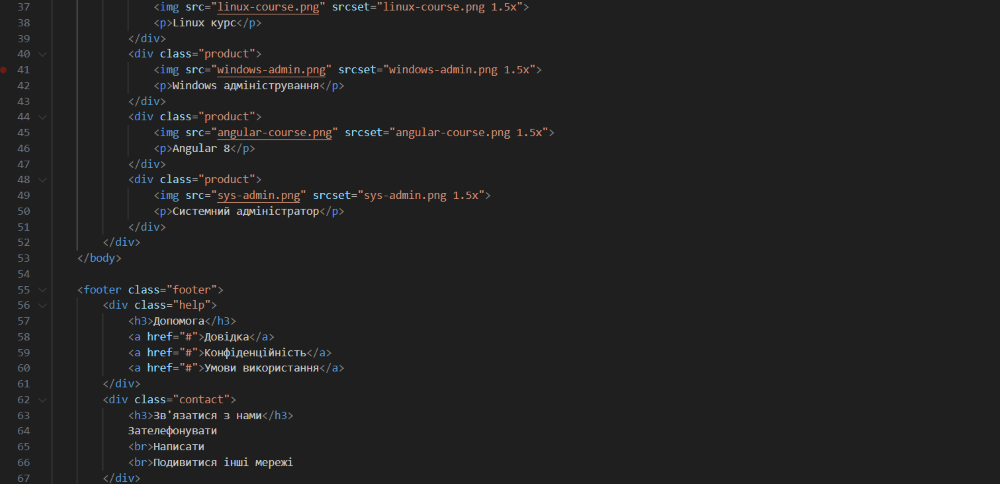 37 <img src="linux-course.png" srcset="linux-course.png 1.5x">
38 <p>Linux курс</p>
39 </div>
40 <div class="product">
41 <img src="windows-admin.png" srcset="windows-admin.png 1.5x">
42 <p>Windows адміністрування</p>
43 </div>
44 <div class="product">
45 <img src="angular-course.png" srcset="angular-course.png 1.5x">
46 <p>Angular 8</p>
47 </div>
48 <div class="product">
49 <img src="sys-admin.png" srcset="sys-admin.png 1.5x">
50 <p>Системний адміністратор</p>
51 </div>
52 </div>
53 </body>
54
55 <footer class="footer">
56 <div class="help">
57 <h3>Допомога</h3>
58 <a href="#">Довідка</a>
59 <a href="#">Конфіденційність</a>
60 <a href="#">Умови використання</a>
61 </div>
62 <div class="contact">
63 <h3>Зв'язатися з нами</h3>
64 Зателефонувати
65 <br>Написати
66 <br>Подивитися інші мережі
67 </div>